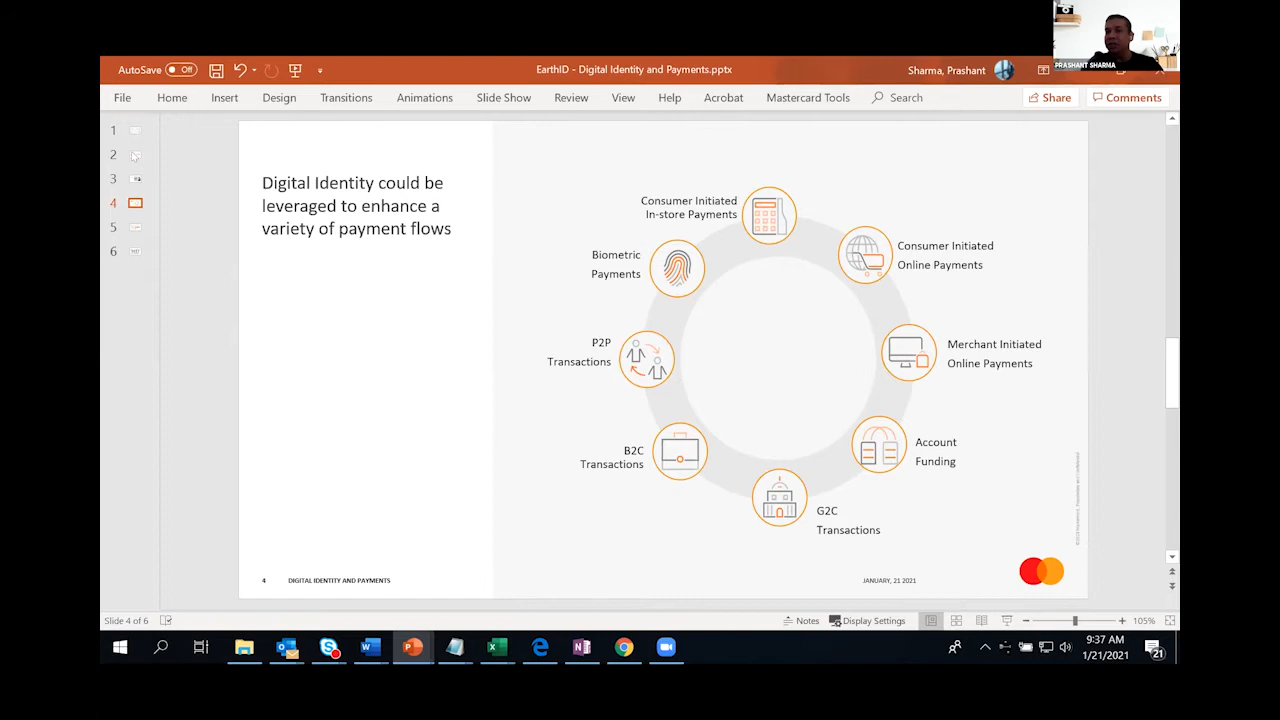 PRASHANT SHARMA
AutoSave Off
EarthID - Digital Identity and Payments.pptx
Sharma, Prashant
File Home Insert Design Transitions Animations Slide Show Review View Help Acrobat Mastercard Tools Search
Share Comments
1
2
3
4
5
6
Digital Identity could be
leveraged to enhance a
variety of payment flows
Consumer Initiated
In-store Payments
Consumer Initiated
Online Payments
Merchant Initiated
Online Payments
Account
Funding
G2C
Transactions
B2C
Transactions
P2P
Transactions
Biometric
Payments
4 DIGITAL IDENTITY AND PAYMENTS
JANUARY, 21 2021
Slide 4 of 6
Notes Display Settings
105%
9:37 AM
1/21/2021
21